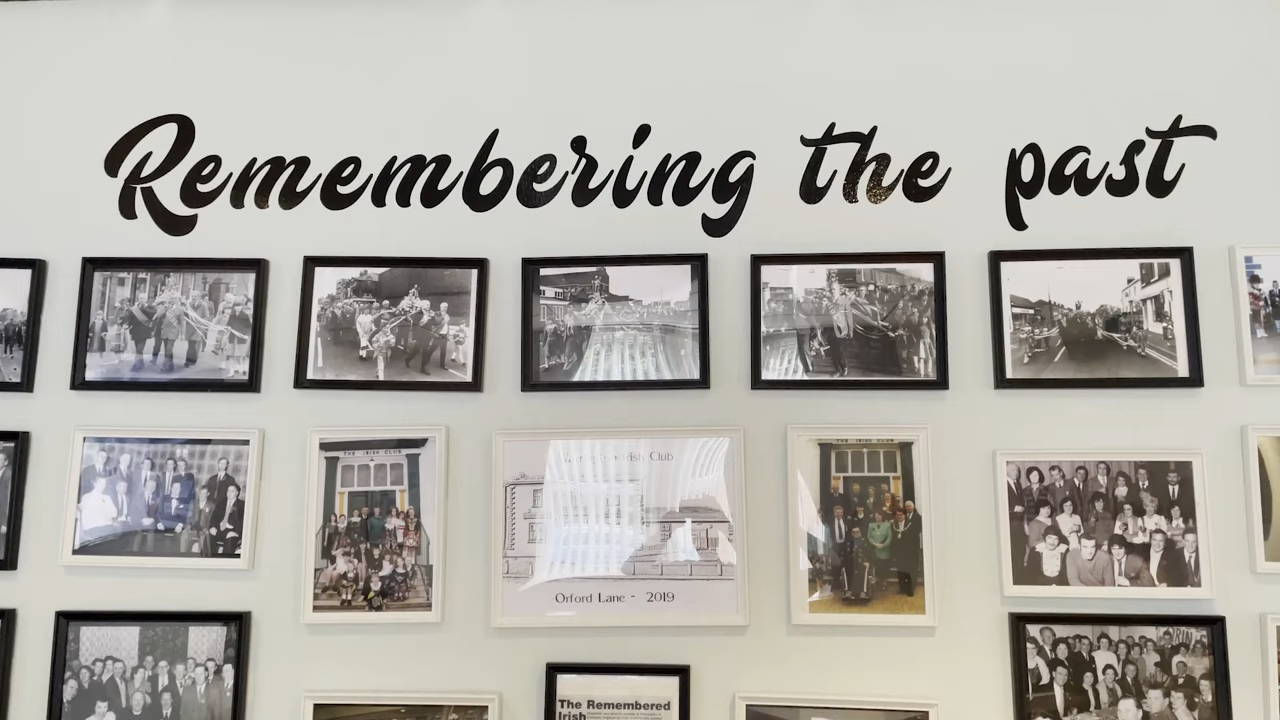 Remembering the past
THE IRISH CLUB
THE IRISH CLUB
Irish Club
Orford Lane - 2019
The Remembered
Irish